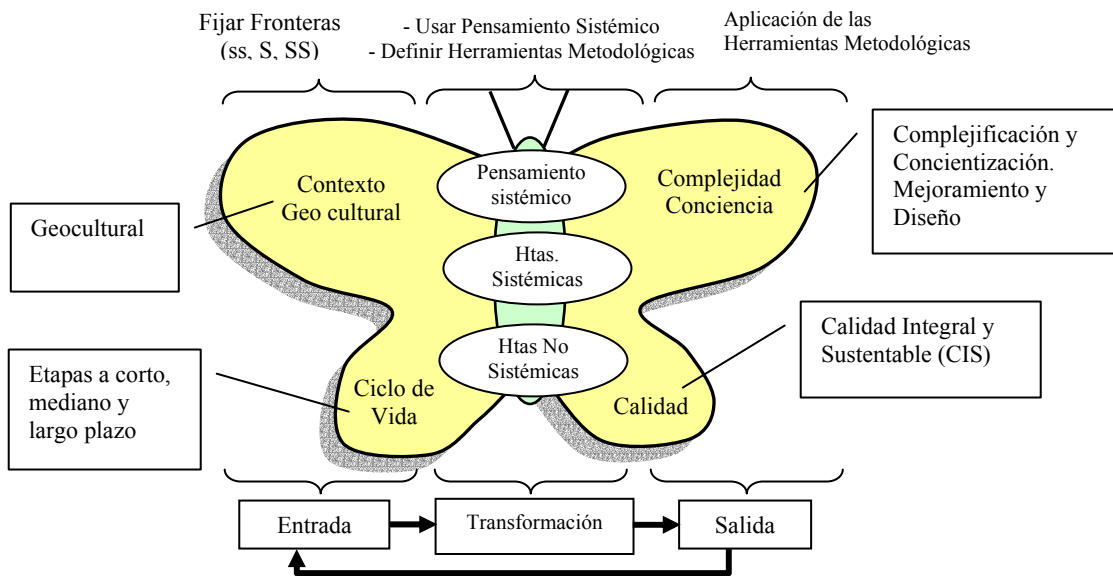 Fijar Fronteras
(ss, S, SS)
- Usar Pensamiento Sistémico
- Definir Herramientas Metodológicas
Aplicación de las
Herramientas Metodológicas
Contexto
Geo cultural
Pensamiento
sistémico
Complejidad
Conciencia
Complejificación y
Concientización.
Mejoramiento y
Diseño
Geocultural
Htas.
Sistémicas
Htas No
Sistémicas
Calidad Integral y
Sustentable (CIS)
Etapas a corto,
mediano y
largo plazo
Ciclo de
Vida
Calidad
Entrada
Transformación
Salida